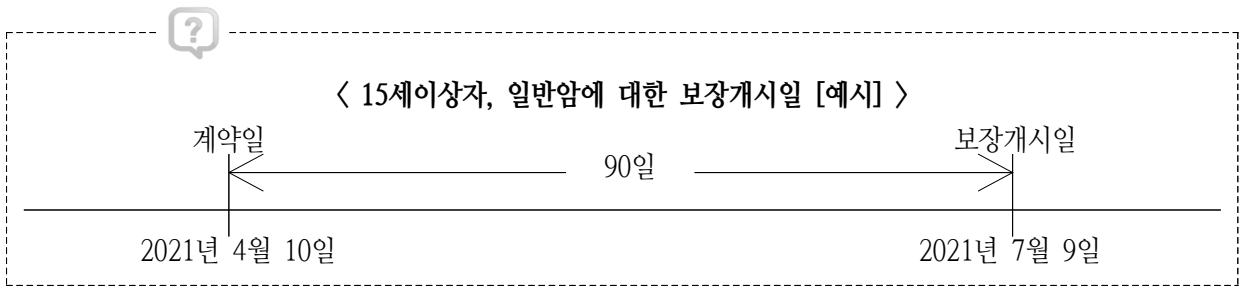 ?
〈 15세이상자, 일반암에 대한 보장개시일 [예시] 〉
계약일 보장개시일
90일
2021년 4월 10일 2021년 7월 9일